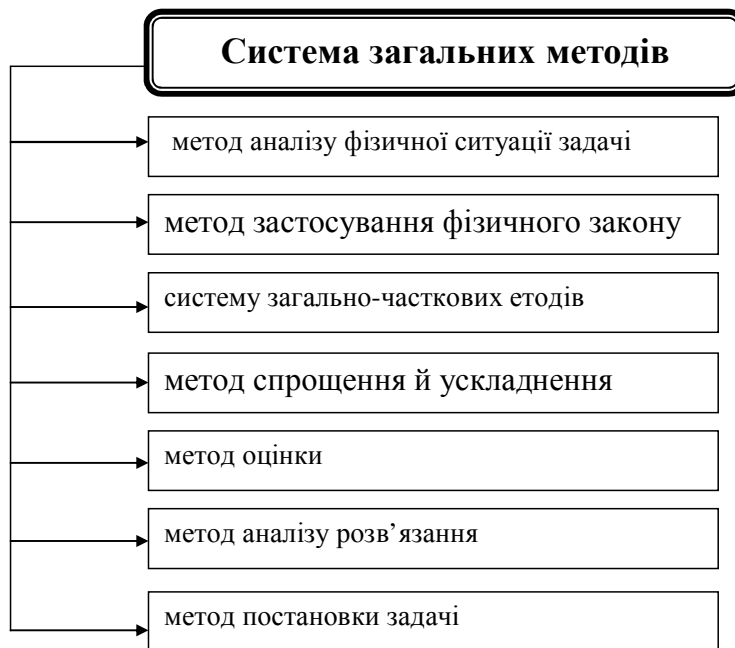 Система загальних методів
метод аналізу фізичної ситуації задачі
метод застосування фізичного закону
систему загально-часткових етодів
метод спрощення й ускладнення
метод оцінки
метод аналізу розв’язання
метод постановки задачі